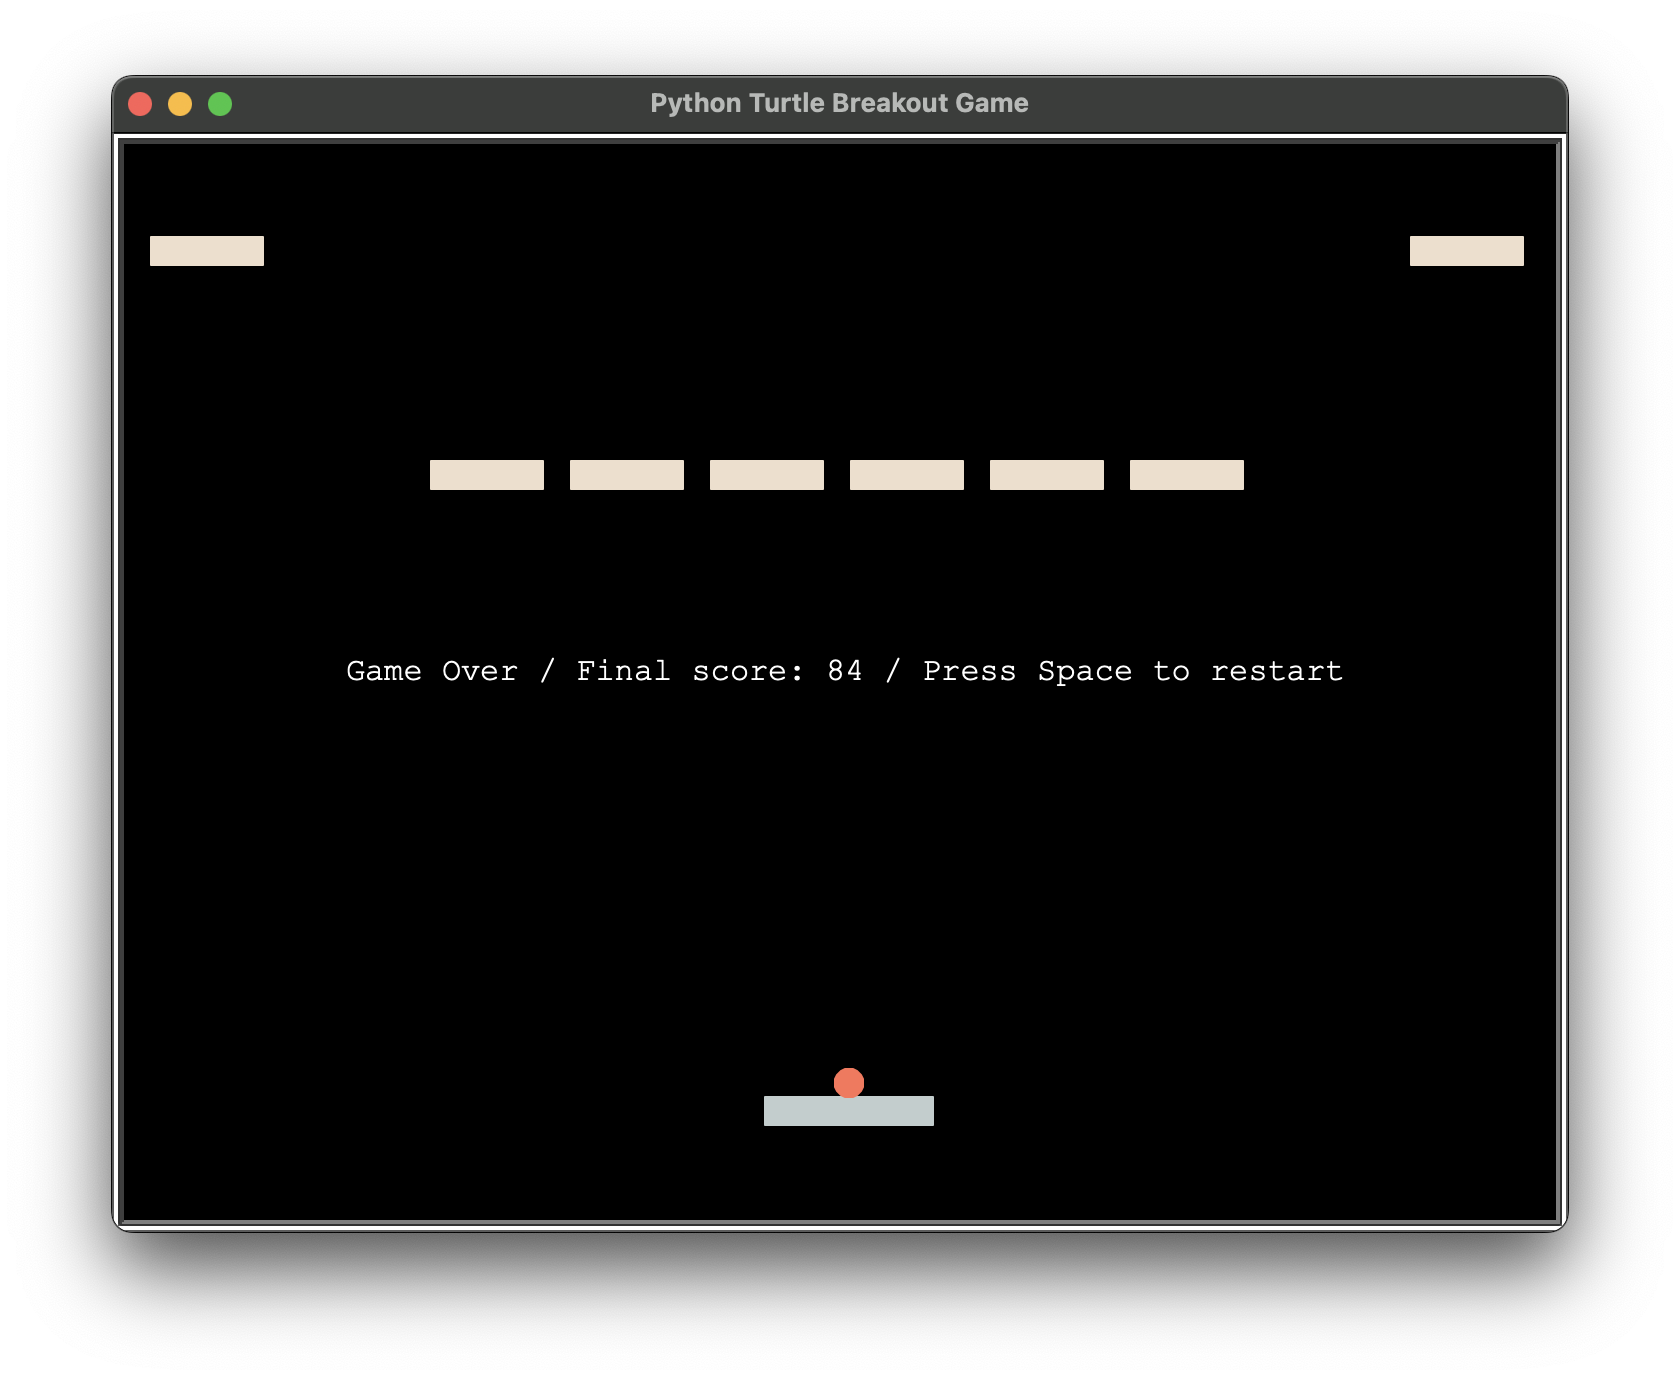 Python Turtle Breakout Game
Game Over / Final score: 84 / Press Space to restart